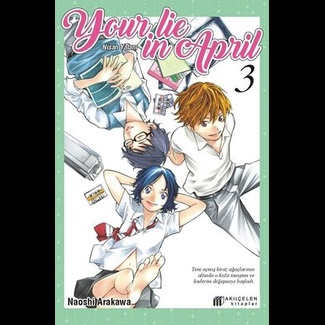 Your lie
in April
Nisan Yalanı
3
Yeni açmış kiraz ağaçlarının
altında o kızla tanıştım ve
kaderim değişmeye başladı.
Naoshi Arakawa
AKILÇELEN
kitaplar